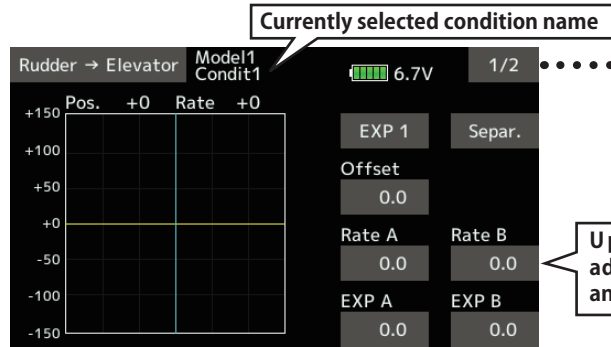 Currently selected condition name
Rudder → Elevator Model1 6.7V 1/2
Condit1
Pos. +0 Rate +0
+150
+100
+50
+0
-50
-100
-150
EXP 1 Separ.
Offset
0.0
Rate A Rate B
0.0 0.0
EXP A EXP B
0.0 0.0